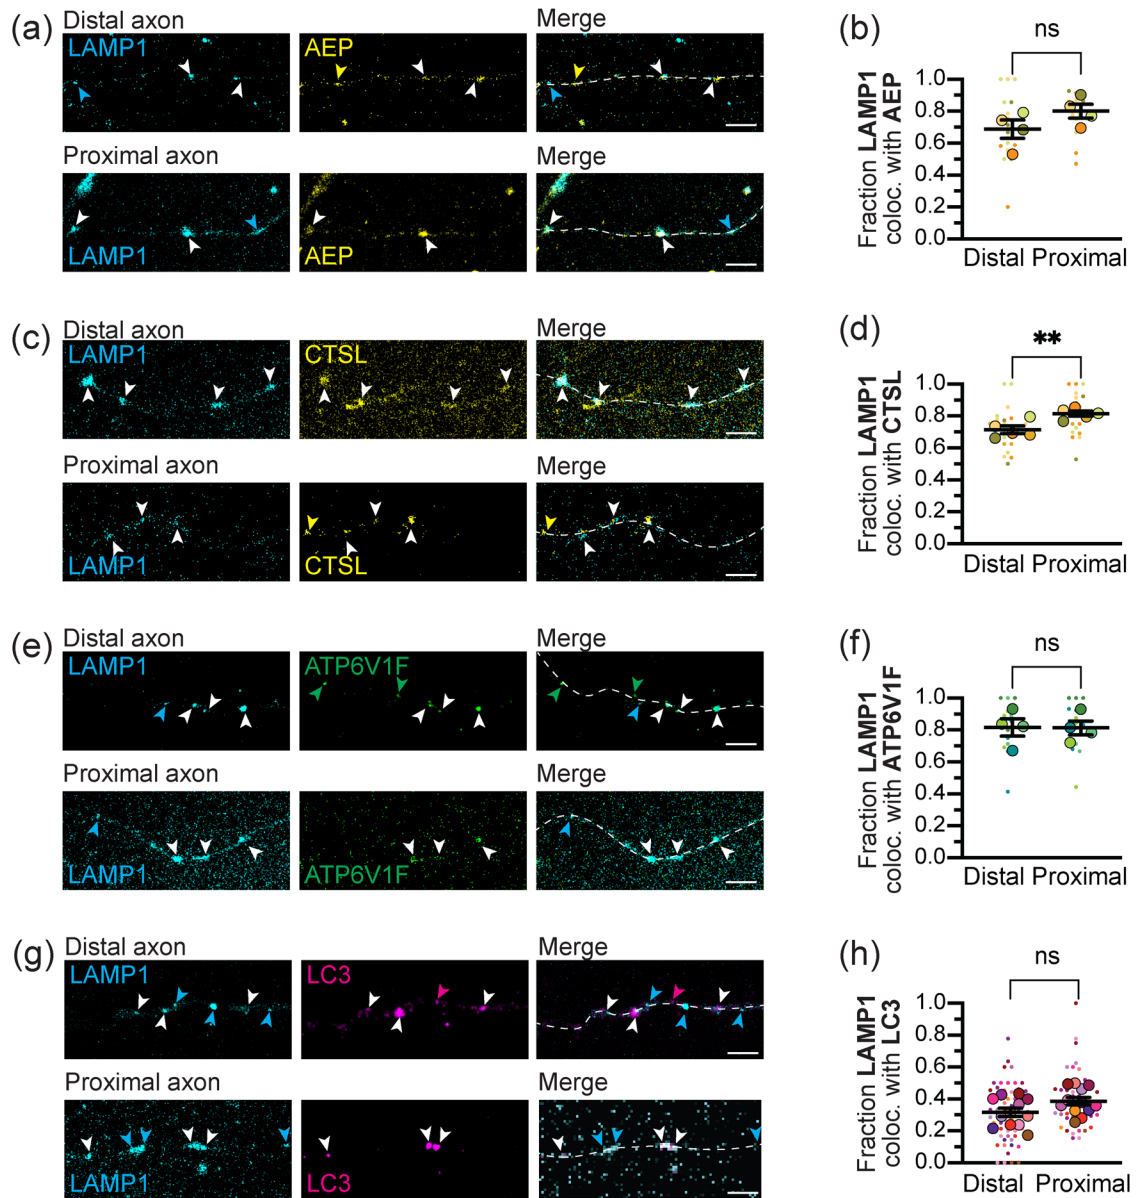 (a)
Distal axon
Merge
LAMP1
AEP
Proximal axon
Merge
LAMP1
AEP
(b)
ns
Fraction LAMP1
coloc. with AEP
1.0
0.8
0.6
0.4
0.2
0.0
Distal Proximal
(c)
Distal axon
Merge
LAMP1
CTSL
Proximal axon
Merge
LAMP1
CTSL
(d)
**
Fraction LAMP1
coloc. with CTSL
1.0
0.8
0.6
0.4
0.2
0.0
Distal Proximal
(e)
Distal axon
Merge
LAMP1
ATP6V1F
Proximal axon
Merge
LAMP1
ATP6V1F
(f)
ns
Fraction LAMP1
coloc. with ATP6V1F
1.0
0.8
0.6
0.4
0.2
0.0
Distal Proximal
(g)
Distal axon
Merge
LAMP1
LC3
Proximal axon
Merge
LAMP1
LC3
(h)
ns
Fraction LAMP1
coloc. with LC3
1.0
0.8
0.6
0.4
0.2
0.0
Distal Proximal